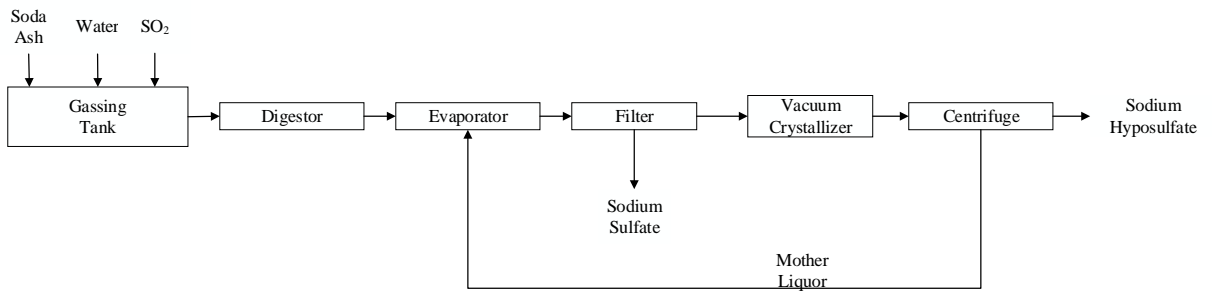 Soda
Ash
Water
SO₂
Gassing
Tank
Digestor
Evaporator
Filter
Vacuum
Crystallizer
Centrifuge
Sodium
Hyposulfate
Sodium
Sulfate
Mother
Liquor